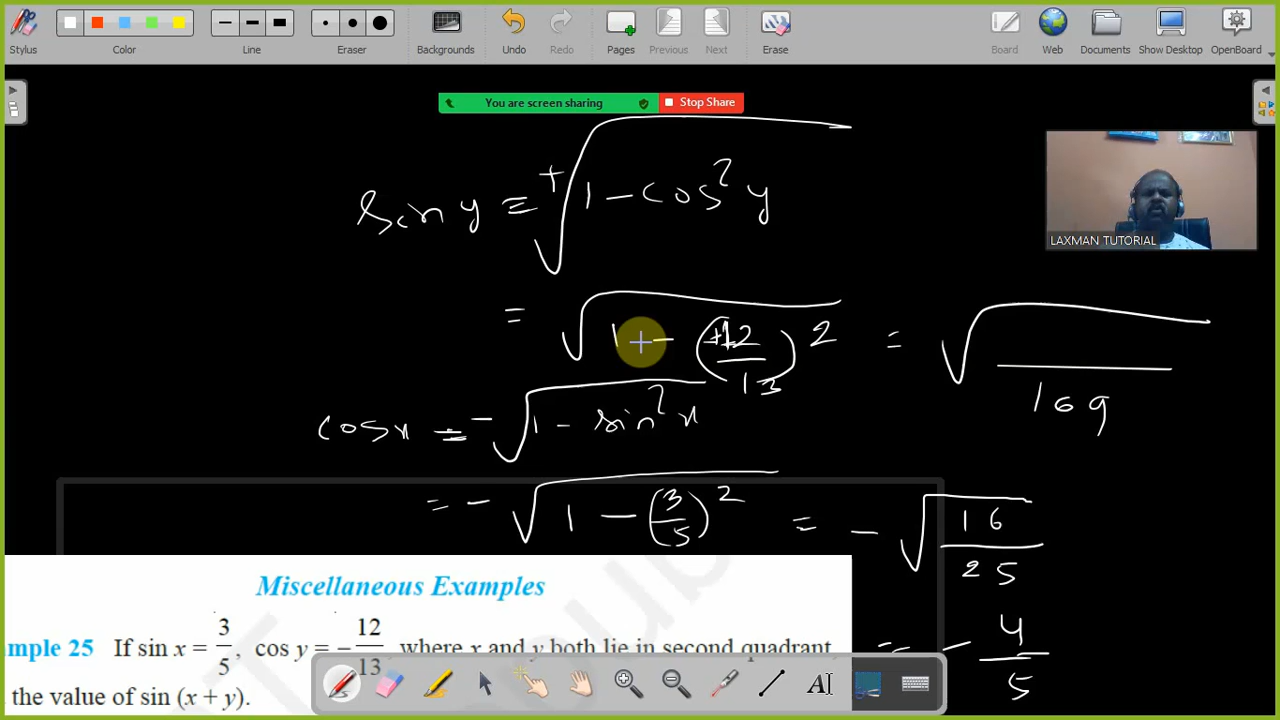 Stylus Color Line Eraser Backgrounds Undo Redo Pages Previous Next Erase Board Web Documents Show Desktop OpenBoard
You are screen sharing Stop Share
sin y = +√(1 - cos² y)
LAXMAN TUTORIAL
= √(1 - (+12/13)²) = √( /169)
cos x = -√(1 - sin² x)
= -√(1 - (3/5)²) = -√(16/25)
= -4/5
Miscellaneous Examples
mple 25 If sin x = 3/5, cos y = −12/13, where x and y both lie in second quadrant,
the value of sin (x + y).